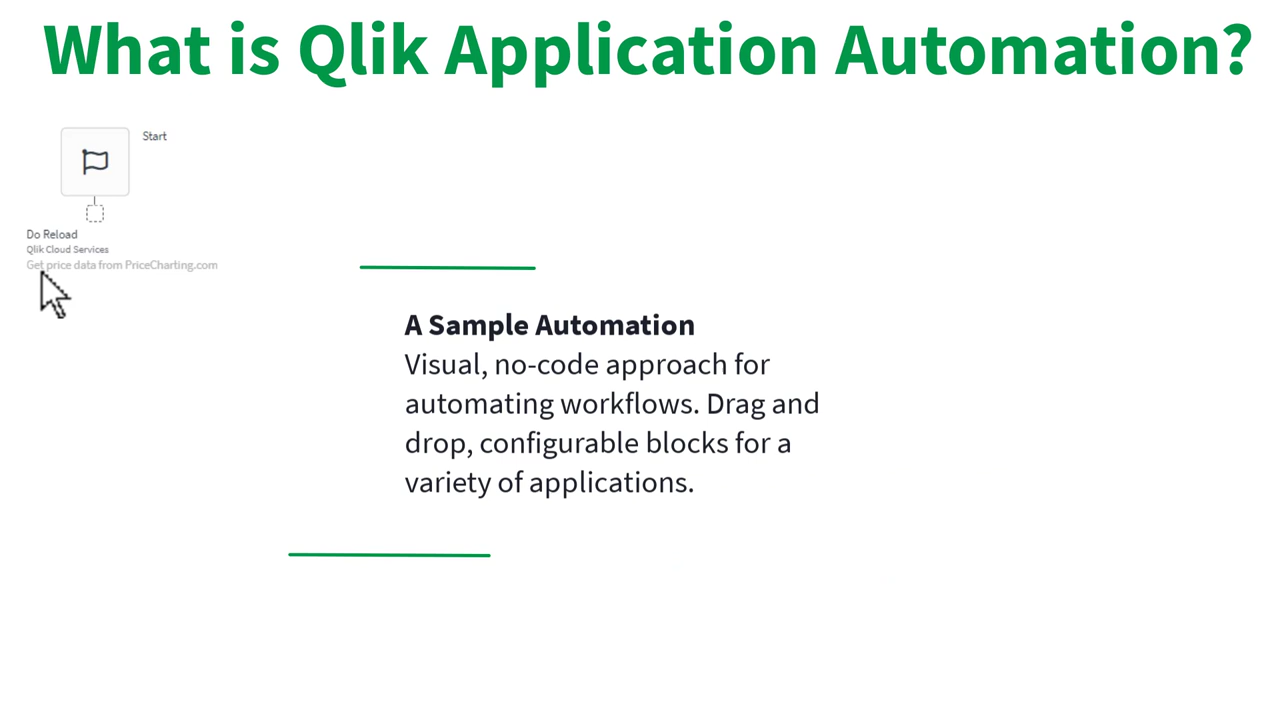 What is Qlik Application Automation?
Start
Do Reload
Qlik Cloud Services
Get price data from PriceCharting.com
A Sample Automation
Visual, no-code approach for
automating workflows. Drag and
drop, configurable blocks for a
variety of applications.